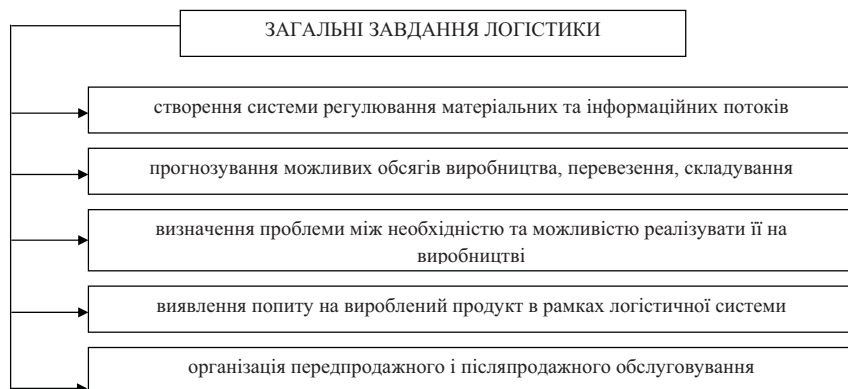 ЗАГАЛЬНІ ЗАВДАННЯ ЛОГІСТИКИ
створення системи регулювання матеріальних та інформаційних потоків
прогнозування можливих обсягів виробництва, перевезення, складування
визначення проблеми між необхідністю та можливістю реалізувати її на
виробництві
виявлення попиту на вироблений продукт в рамках логістичної системи
організація передпродажного і післяпродажного обслуговування